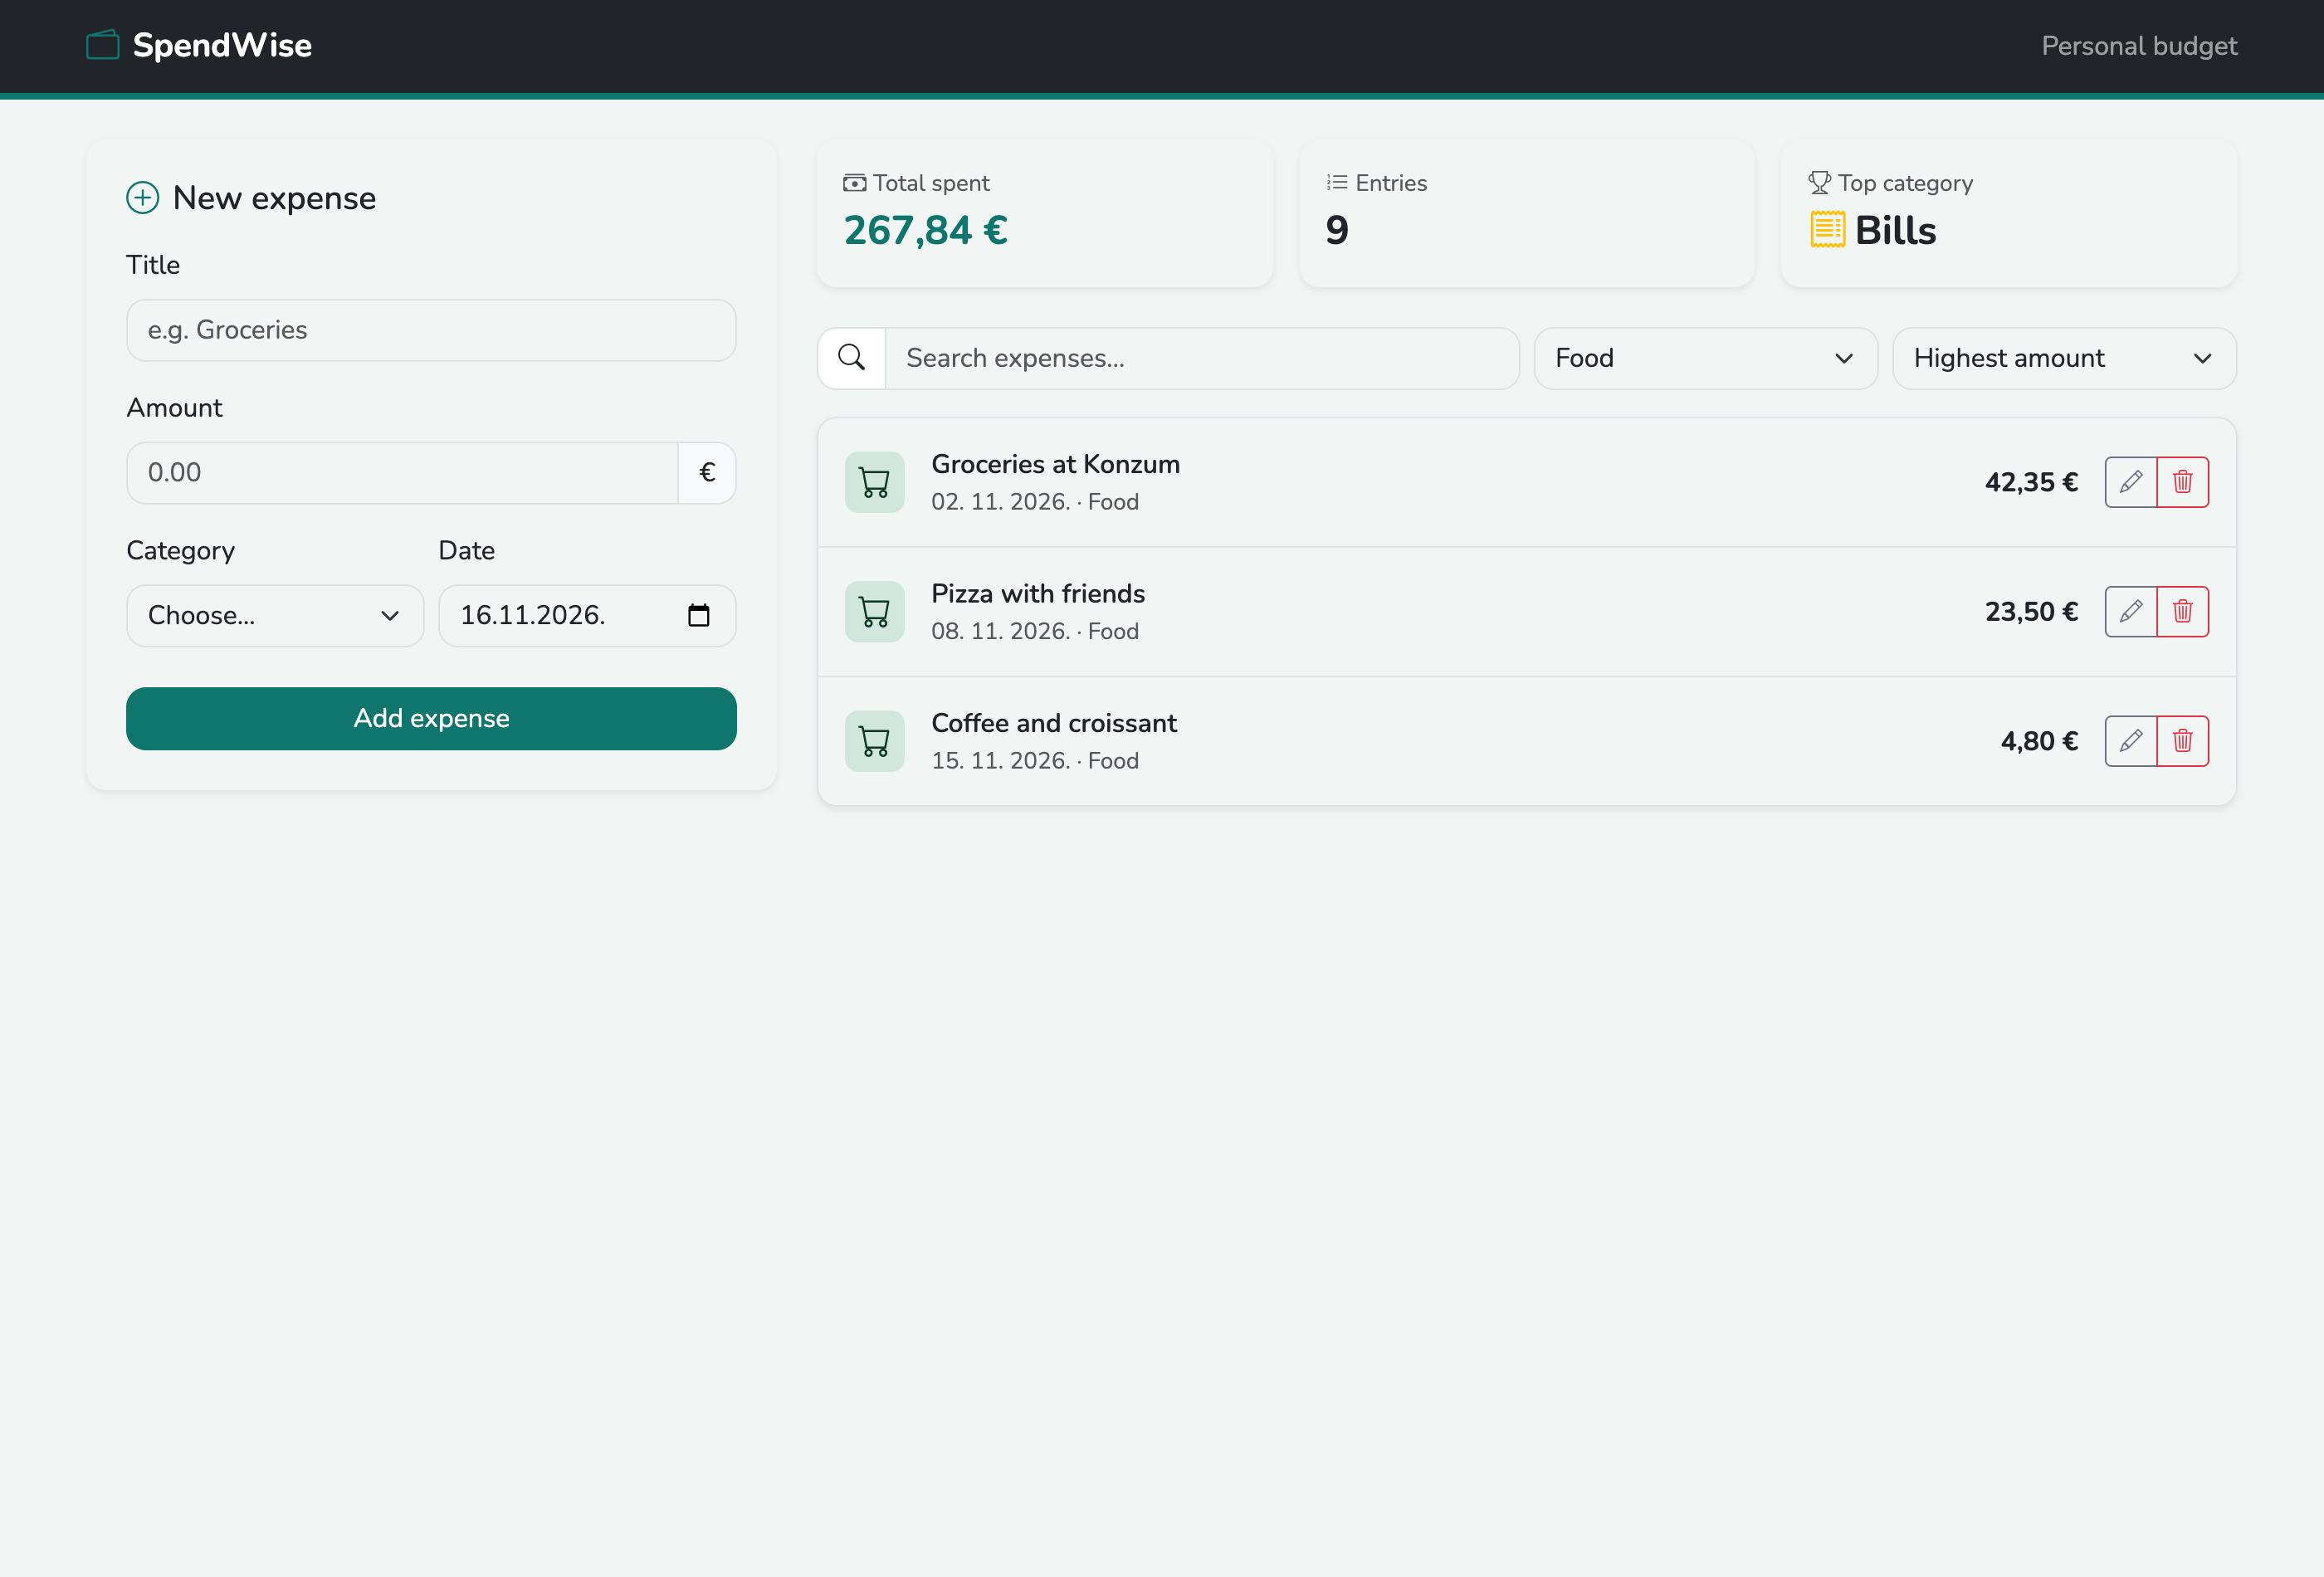 SpendWise
Personal budget
New expense
Title
e.g. Groceries
Amount
0.00 €
Category Date
Choose... 16.11.2026.
Add expense
Total spent
267,84 €
Entries
9
Top category
Bills
Search expenses...
Food
Highest amount
Groceries at Konzum
02. 11. 2026. · Food
42,35 €
Pizza with friends
08. 11. 2026. · Food
23,50 €
Coffee and croissant
15. 11. 2026. · Food
4,80 €